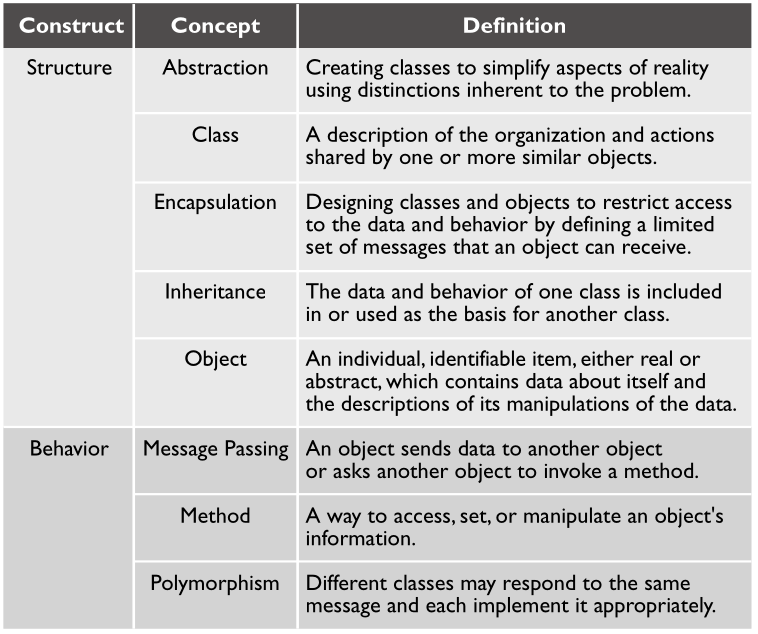 Construct Concept Definition
Structure Abstraction Creating classes to simplify aspects of reality
using distinctions inherent to the problem.
Class A description of the organization and actions
shared by one or more similar objects.
Encapsulation Designing classes and objects to restrict access
to the data and behavior by defining a limited
set of messages that an object can receive.
Inheritance The data and behavior of one class is included
in or used as the basis for another class.
Object An individual, identifiable item, either real or
abstract, which contains data about itself and
the descriptions of its manipulations of the data.
Behavior Message Passing An object sends data to another object
or asks another object to invoke a method.
Method A way to access, set, or manipulate an object's
information.
Polymorphism Different classes may respond to the same
message and each implement it appropriately.